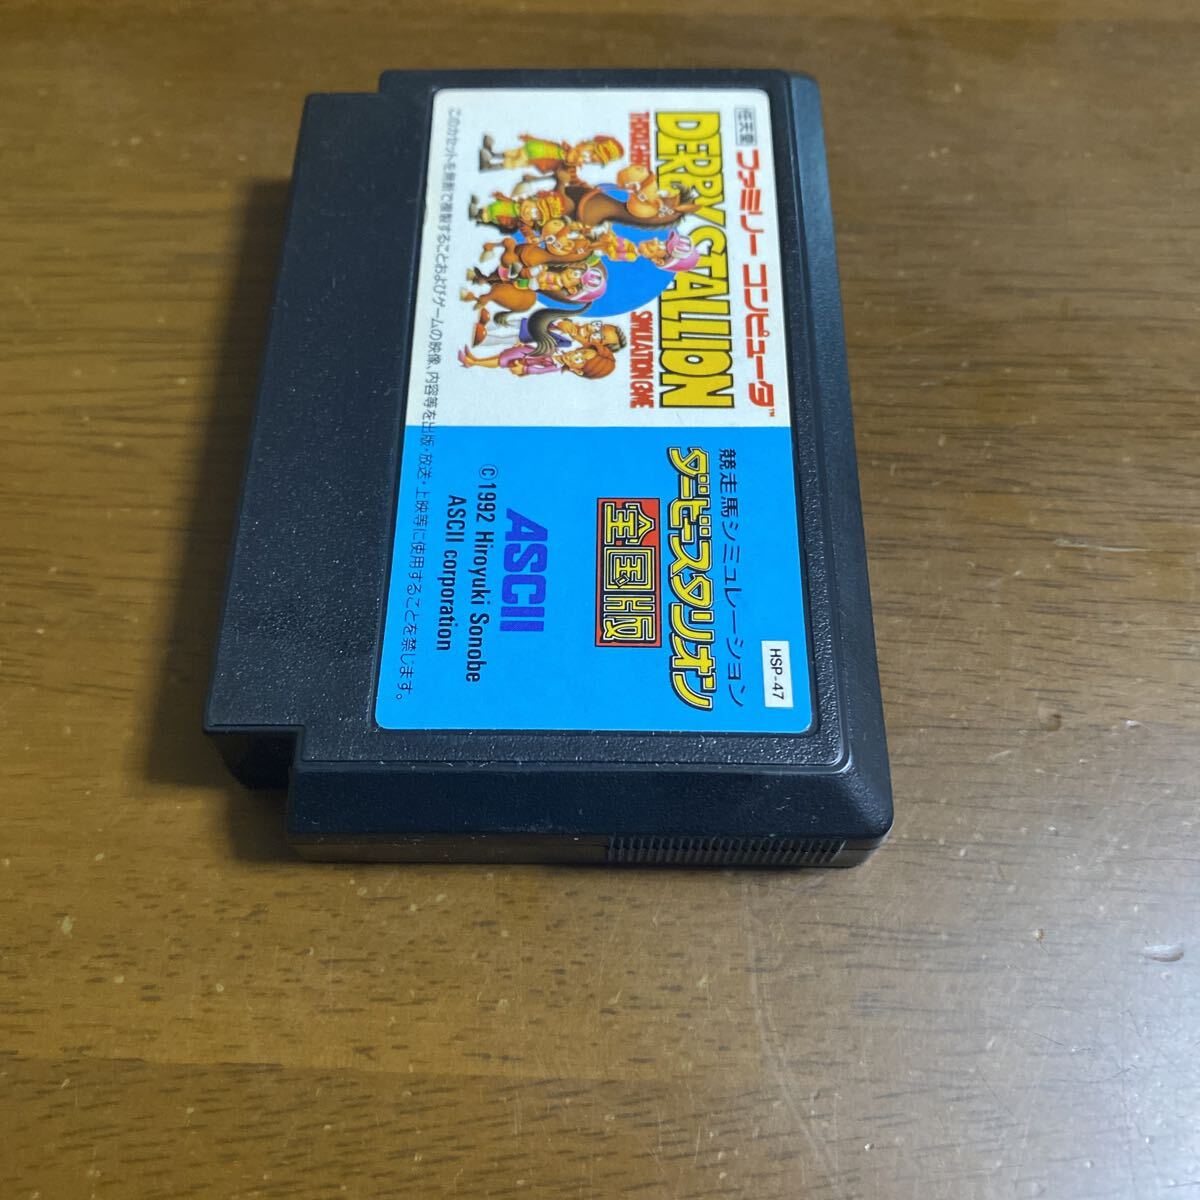 任天堂 ファミリー コンピュータ™
DERBY STALLION
THOROUGHBRED SIMULATION GAME
このカセットを無断で複製することおよびゲームの映像、内容等を出版・放送・上映等に使用することを禁じます。
HSP-47
競走馬シミュレーション
ダービースタリオン
全国版
ASCII
©1992 Hiroyuki Sonobe
ASCII corporation